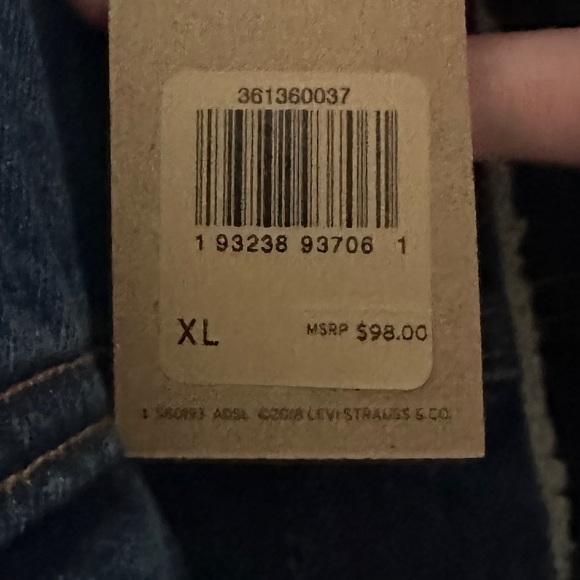 361360037
1 93238 93706 1
XL
MSRP $98.00
©2018 LEVI STRAUSS & CO.